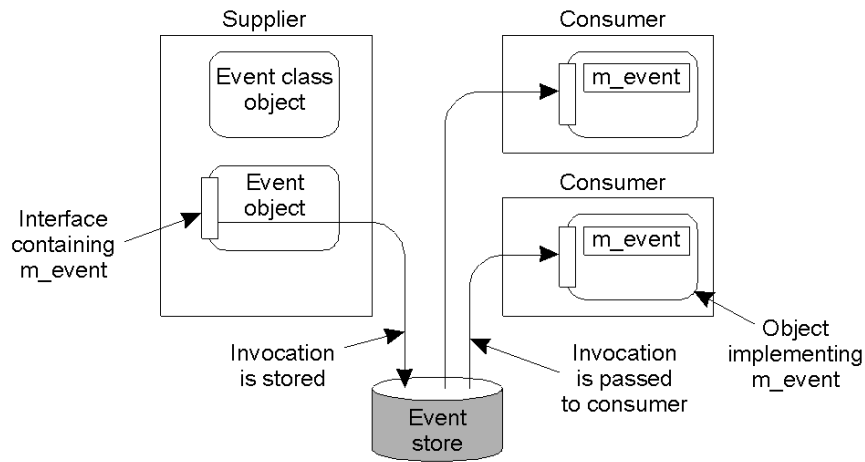 Supplier
Event class
object
Event
object
Interface
containing
m_event
Invocation
is stored
Event
store
Consumer
m_event
Consumer
m_event
Invocation
is passed
to consumer
Object
implementing
m_event